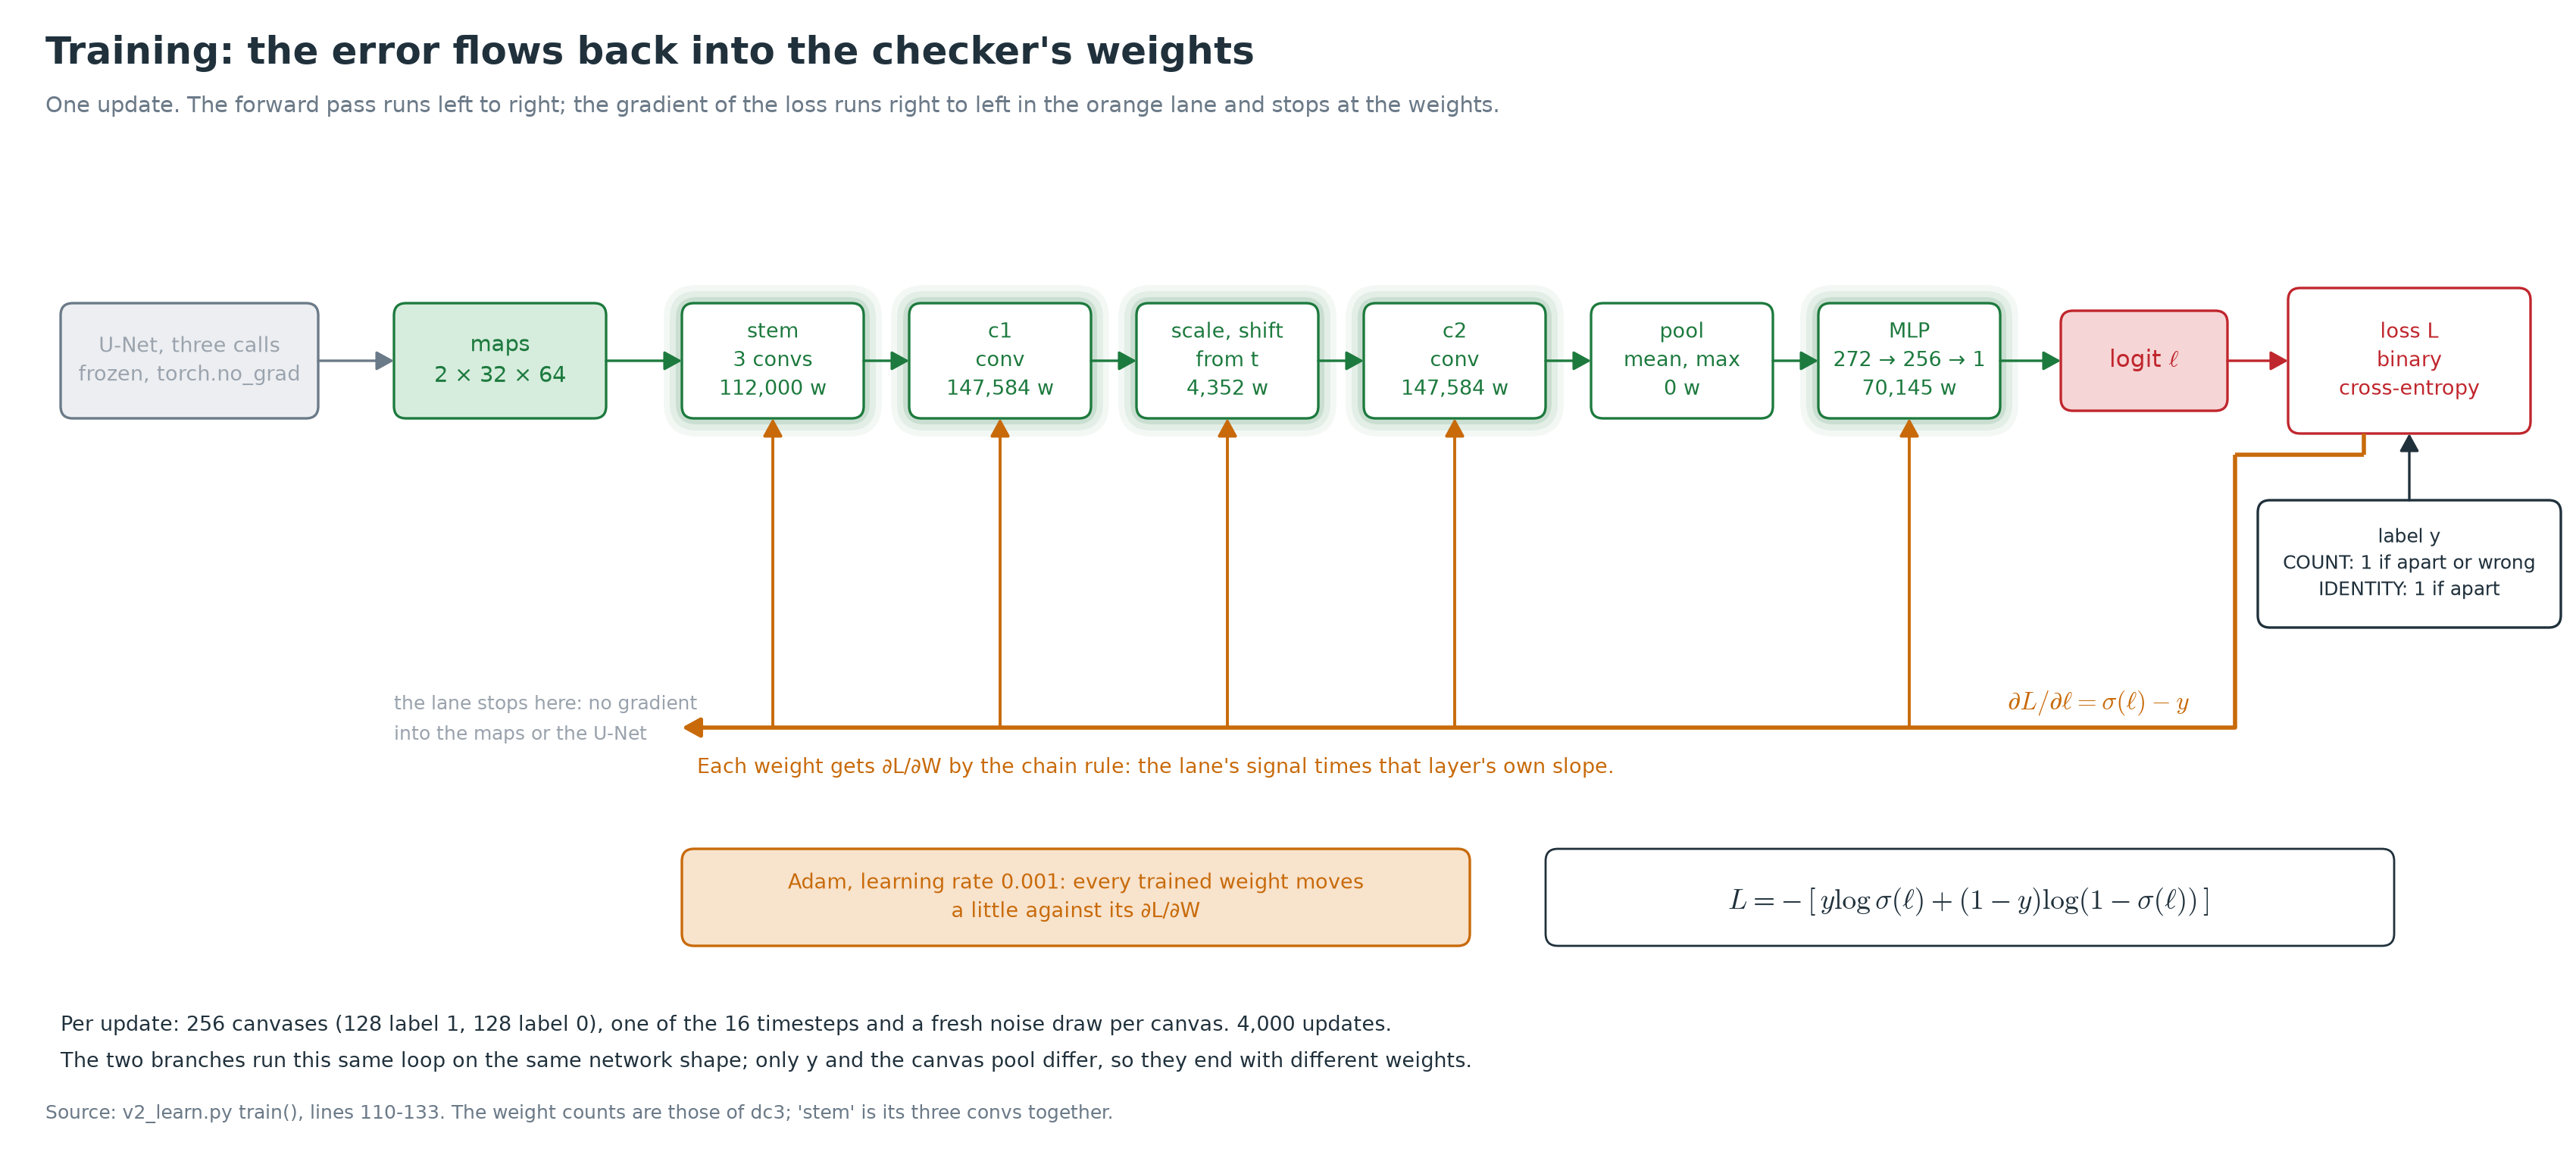 Training: the error flows back into the checker's weights
One update. The forward pass runs left to right; the gradient of the loss runs right to left in the orange lane and stops at the weights.
U-Net, three calls
frozen, torch.no_grad
maps
2 × 32 × 64
stem
3 convs
112,000 w
c1
conv
147,584 w
scale, shift
from t
4,352 w
c2
conv
147,584 w
pool
mean, max
0 w
MLP
272 → 256 → 1
70,145 w
logit ℓ
loss L
binary
cross-entropy
label y
COUNT: 1 if apart or wrong
IDENTITY: 1 if apart
the lane stops here: no gradient
into the maps or the U-Net
∂L/∂ℓ = σ(ℓ) − y
Each weight gets ∂L/∂W by the chain rule: the lane's signal times that layer's own slope.
Adam, learning rate 0.001: every trained weight moves
a little against its ∂L/∂W
L = − [ y log σ(ℓ) + (1 − y) log(1 − σ(ℓ)) ]
Per update: 256 canvases (128 label 1, 128 label 0), one of the 16 timesteps and a fresh noise draw per canvas. 4,000 updates.
The two branches run this same loop on the same network shape; only y and the canvas pool differ, so they end with different weights.
Source: v2_learn.py train(), lines 110-133. The weight counts are those of dc3; 'stem' is its three convs together.